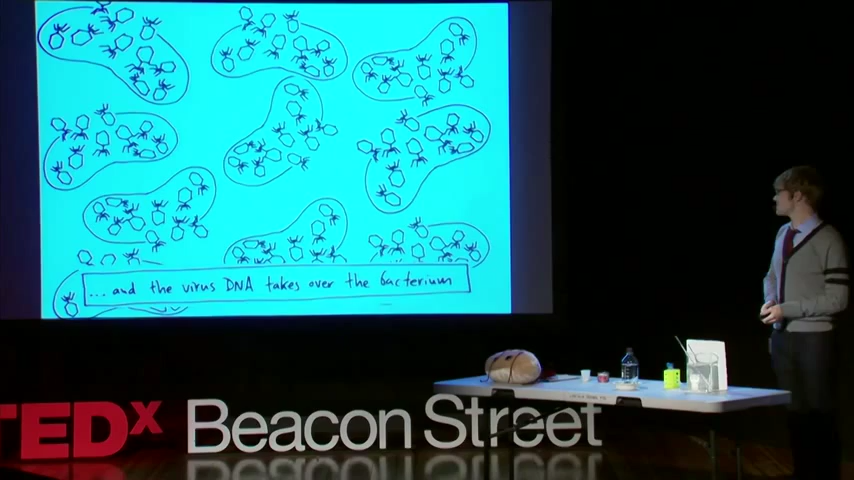 ...and the virus DNA takes over the bacterium
TEDx Beacon Street